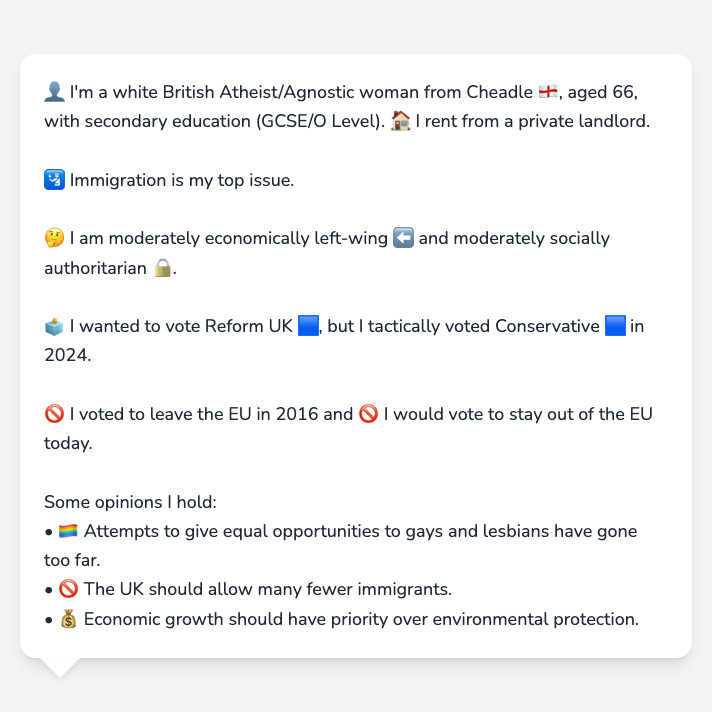 👤 I'm a white British Atheist/Agnostic woman from Cheadle 🏴󠁧󠁢󠁥󠁮󠁧󠁿, aged 66,
with secondary education (GCSE/O Level). 🏠 I rent from a private landlord.
🛂 Immigration is my top issue.
🤔 I am moderately economically left-wing ⬅️ and moderately socially
authoritarian 🔒.
🗳️ I wanted to vote Reform UK 🟦, but I tactically voted Conservative 🟦 in
2024.
🚫 I voted to leave the EU in 2016 and 🚫 I would vote to stay out of the EU
today.
Some opinions I hold:
• 🏳️‍🌈 Attempts to give equal opportunities to gays and lesbians have gone
too far.
• 🚫 The UK should allow many fewer immigrants.
• 💰 Economic growth should have priority over environmental protection.